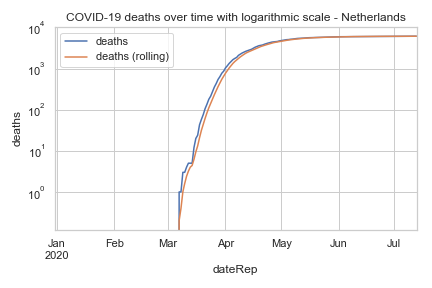 COVID-19 deaths over time with logarithmic scale - Netherlands
deaths
deaths (rolling)
10^4
10^3
10^2
10^1
10^0
deaths
Jan Feb Mar Apr May Jun Jul
2020
dateRep